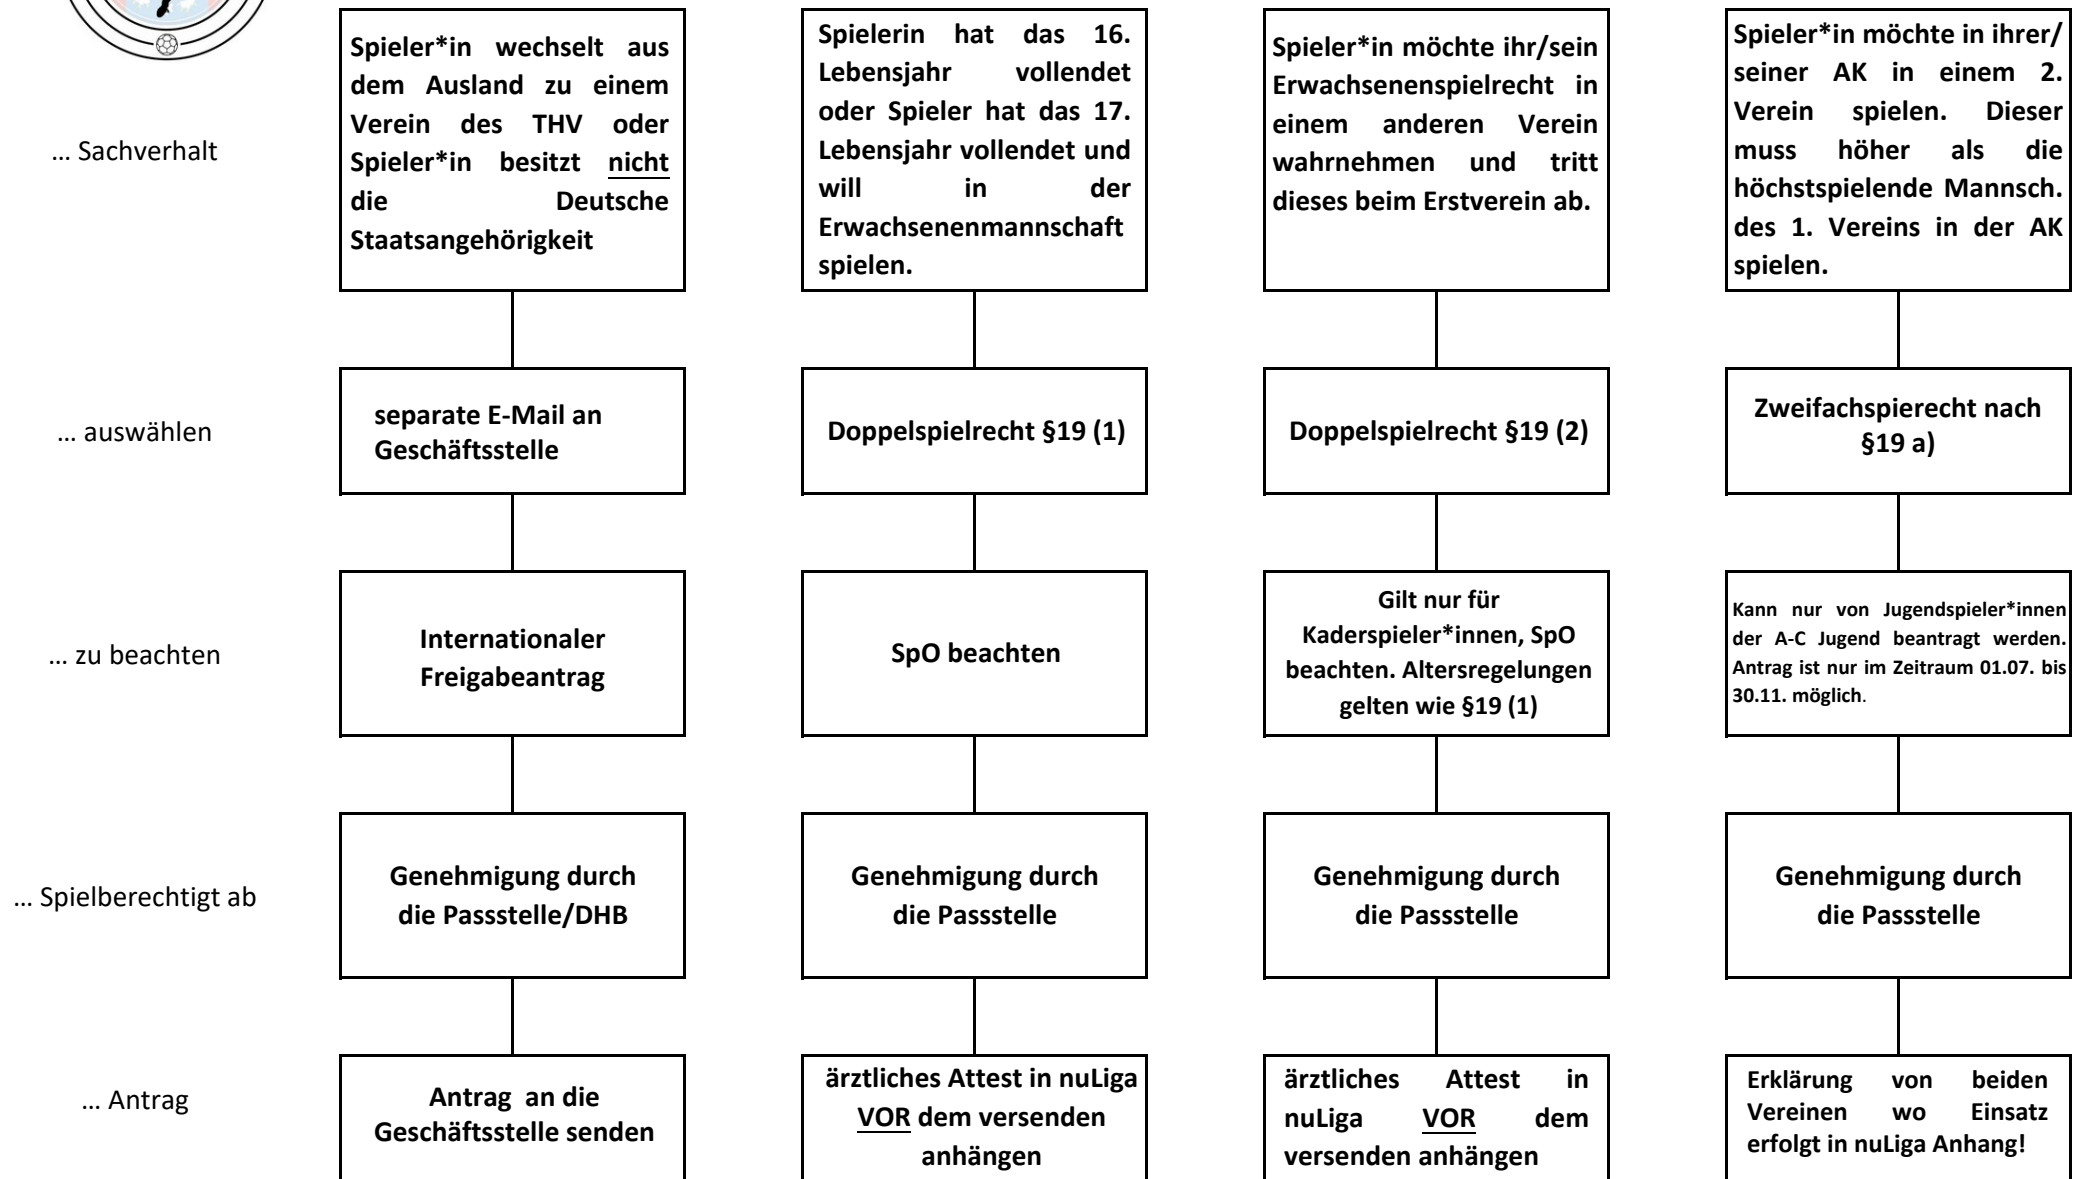 ... Sachverhalt
Spieler*in wechselt aus
dem Ausland zu einem
Verein des THV oder
Spieler*in besitzt nicht
die Deutsche
Staatsangehörigkeit
Spielerin hat das 16.
Lebensjahr vollendet
oder Spieler hat das 17.
Lebensjahr vollendet und
will in der
Erwachsenenmannschaft
spielen.
Spieler*in möchte ihr/sein
Erwachsenenspielrecht in
einem anderen Verein
wahrnehmen und tritt
dieses beim Erstverein ab.
Spieler*in möchte in ihrer/
seiner AK in einem 2.
Verein spielen. Dieser
muss höher als die
höchstspielende Mannsch.
des 1. Vereins in der AK
spielen.
... auswählen
separate E-Mail an
Geschäftsstelle
Doppelspielrecht §19 (1)
Doppelspielrecht §19 (2)
Zweifachspierecht nach
§19 a)
... zu beachten
Internationaler
Freigabeantrag
SpO beachten
Gilt nur für
Kaderspieler*innen, SpO
beachten. Altersregelungen
gelten wie §19 (1)
Kann nur von Jugendspieler*innen
der A-C Jugend beantragt werden.
Antrag ist nur im Zeitraum 01.07. bis
30.11. möglich.
... Spielberechtigt ab
Genehmigung durch
die Passstelle/DHB
Genehmigung durch
die Passstelle
Genehmigung durch
die Passstelle
Genehmigung durch
die Passstelle
... Antrag
Antrag an die
Geschäftsstelle senden
ärztliches Attest in nuLiga
VOR dem versenden
anhängen
ärztliches Attest in
nuLiga VOR dem
versenden anhängen
Erklärung von beiden
Vereinen wo Einsatz
erfolgt in nuLiga Anhang!